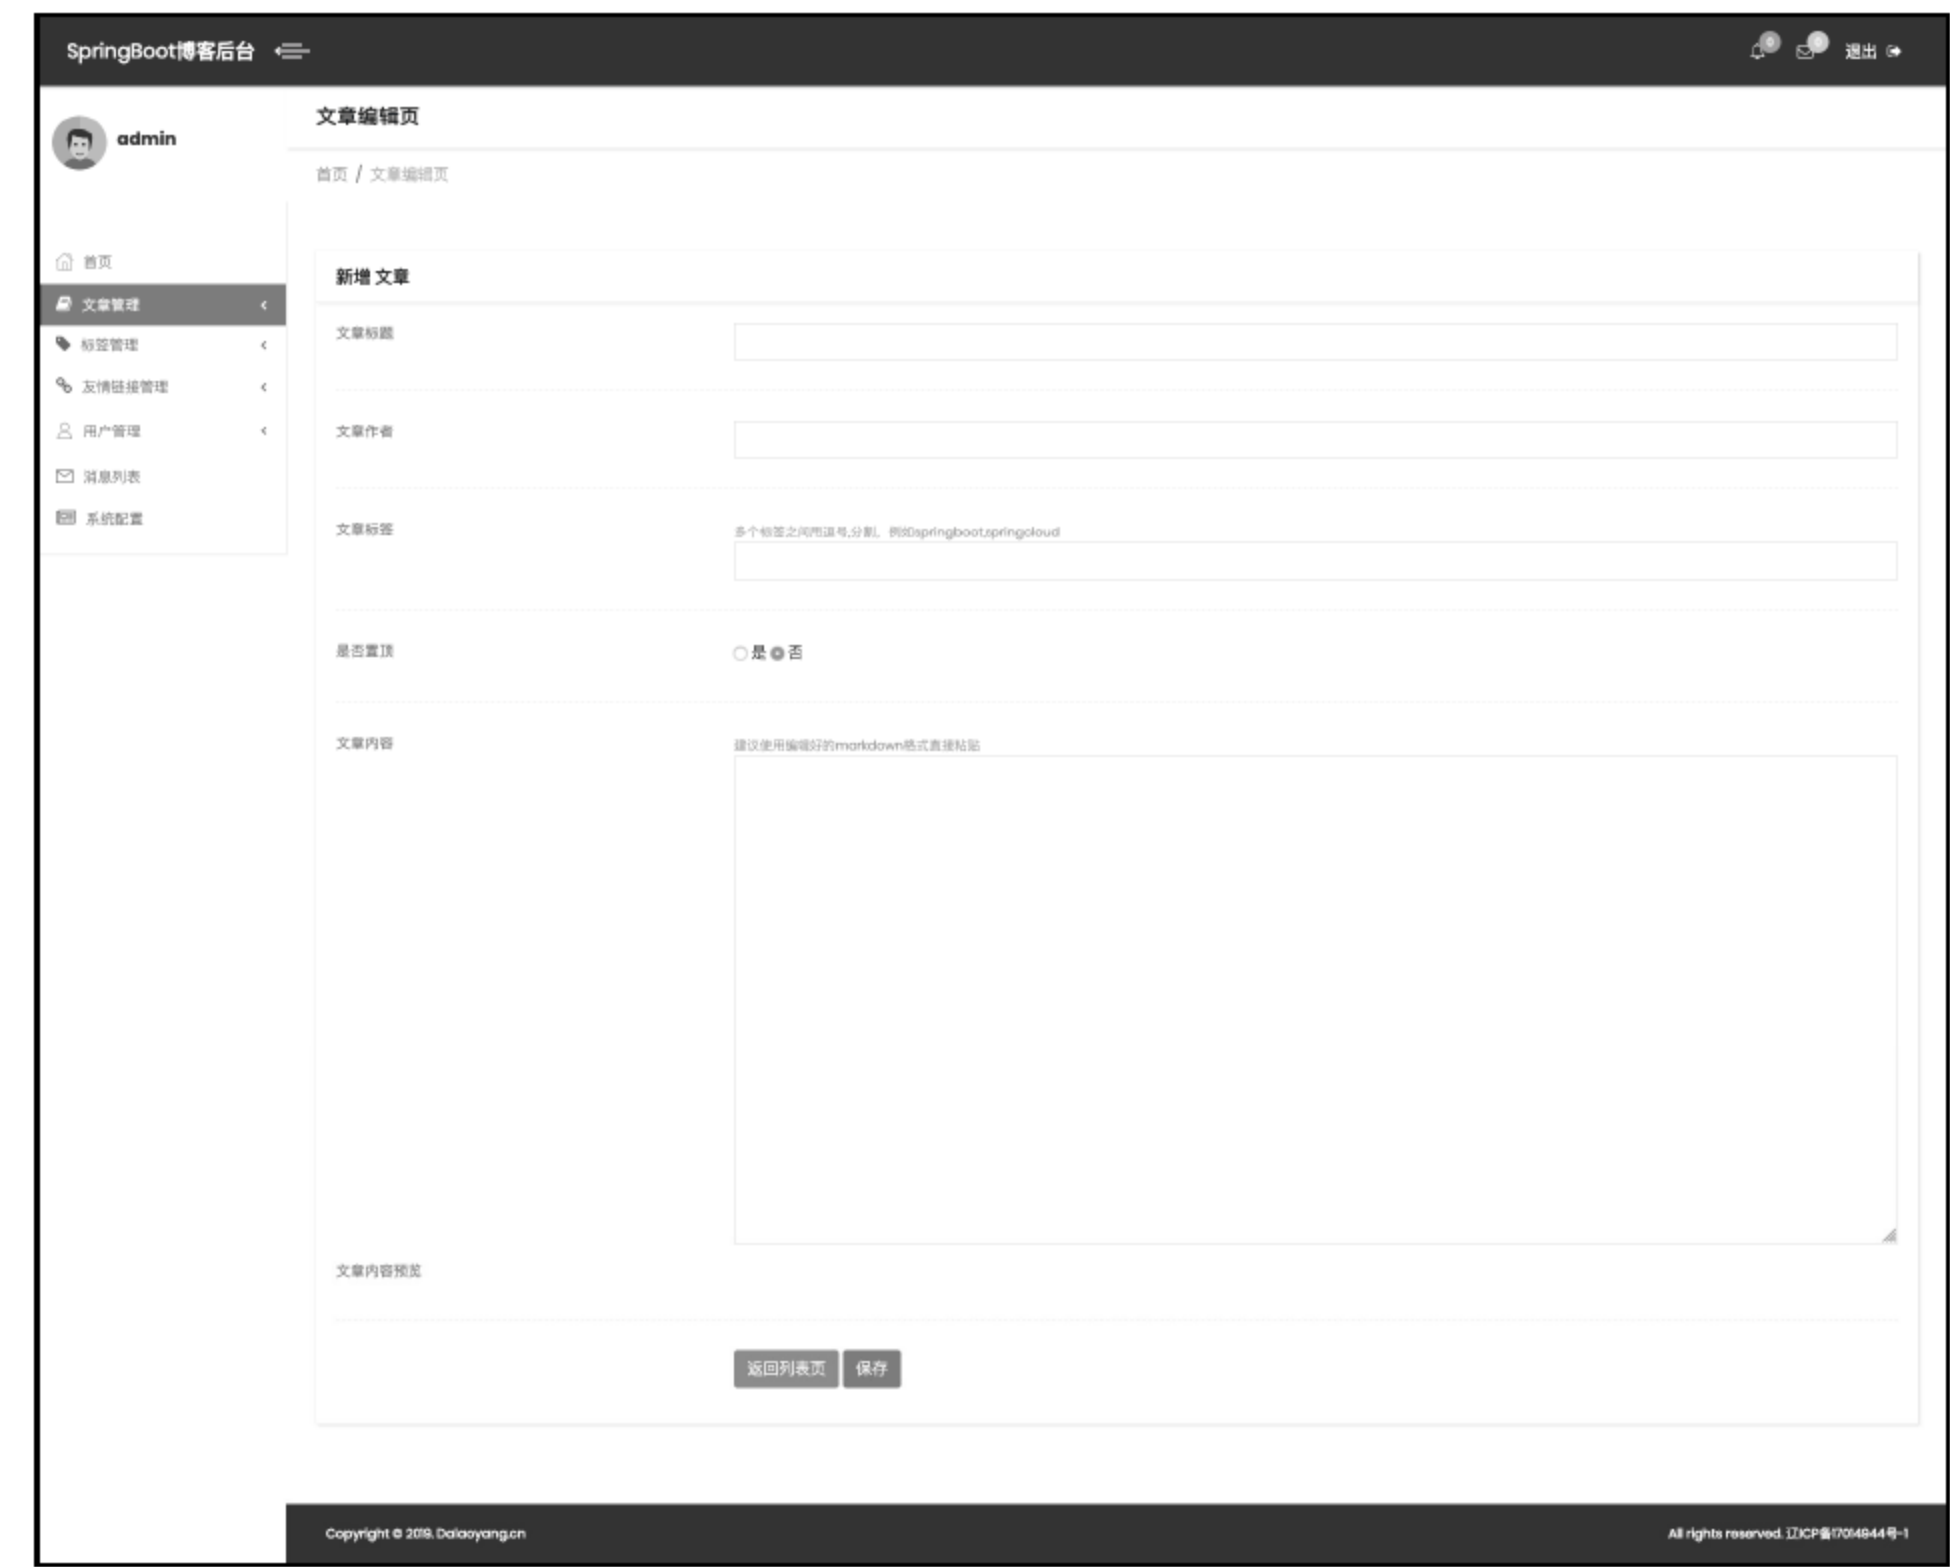 SpringBoot博客后台
0
0
退出
admin
文章编辑页
首页 / 文章编辑页
首页
文章管理
标签管理
友情链接管理
用户管理
消息列表
系统配置
新增 文章
文章标题
文章作者
文章标签
多个标签之间用逗号,分割，例如springboot,springcloud
是否置顶
是 否
文章内容
建议使用编辑好的markdown格式直接粘贴
文章内容预览
返回列表页 保存
Copyright © 2019. Dalaoyang.cn
All rights reserved. 辽ICP备17014944号-1